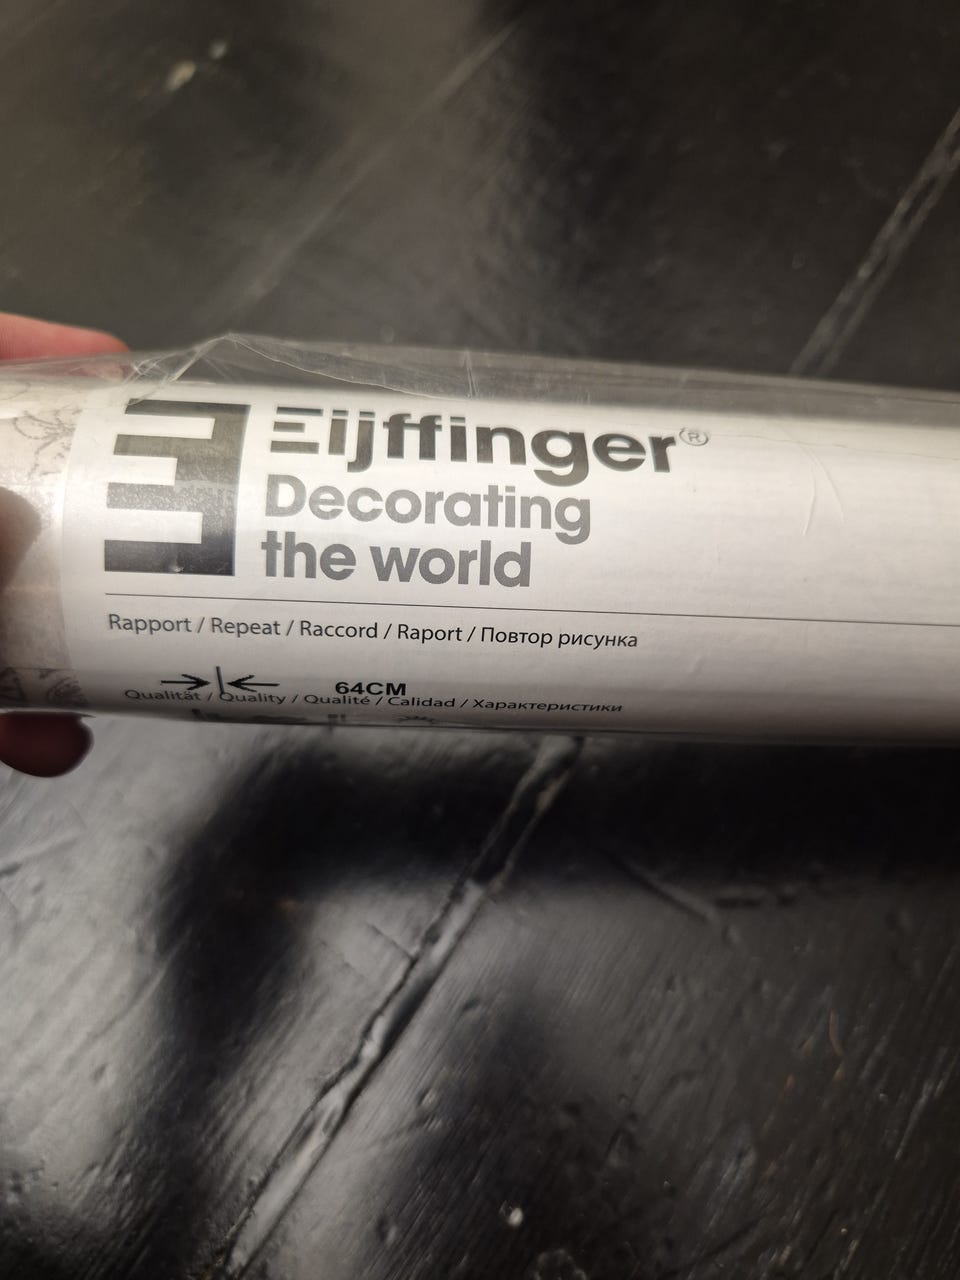 Eijffinger®
Decorating
the world
Rapport / Repeat / Raccord / Raport / Повтор рисунка
64CM
Qualität / Quality / Qualité / Calidad / Характеристики